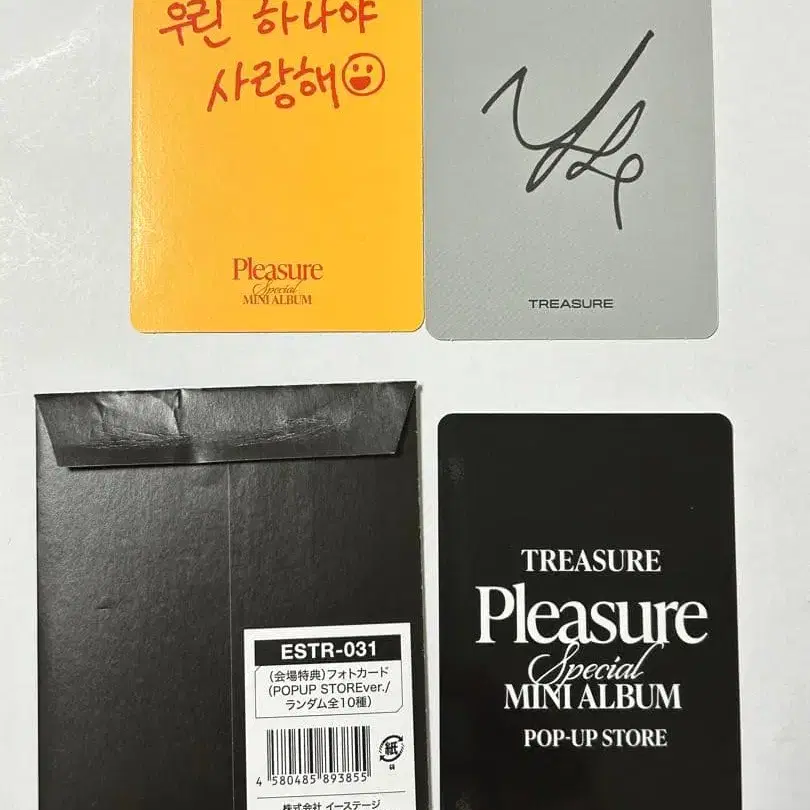 우린 하나야
사랑해
Pleasure
Special
MINI ALBUM
TREASURE
ESTR-031
(会場特典)フォトカード
(POPUP STOREver./
ランダム全10種)
紙
4 580485 893855
株式会社 イーステージ
TREASURE
Pleasure
Special
MINI ALBUM
POP-UP STORE